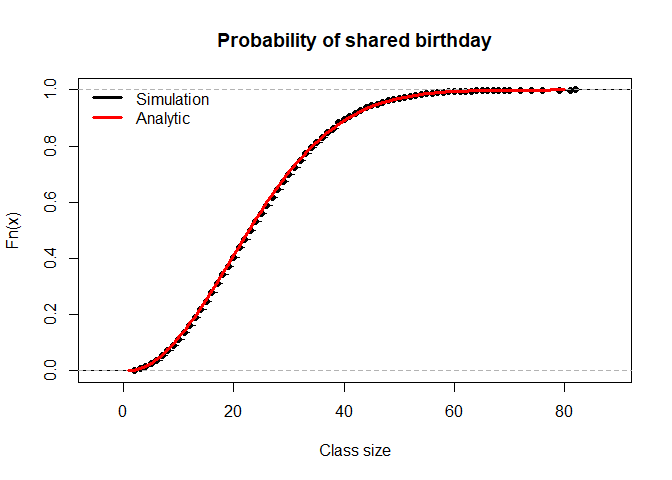 Probability of shared birthday
Simulation
Analytic
Fn(x)
0.0
0.2
0.4
0.6
0.8
1.0
0 20 40 60 80
Class size